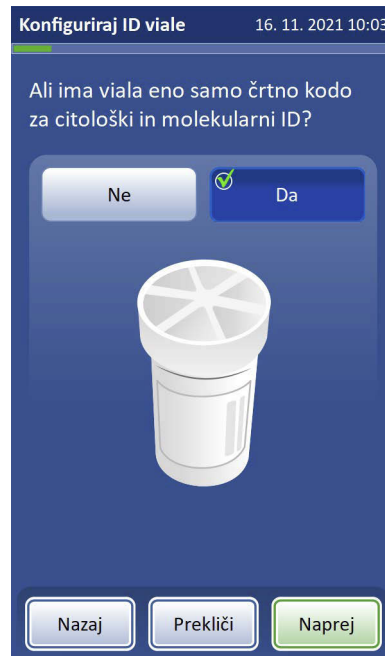 Konfiguriraj ID viale 16. 11. 2021 10:03
Ali ima viala eno samo črtno kodo
za citološki in molekularni ID?
Ne Da
Nazaj Prekliči Naprej